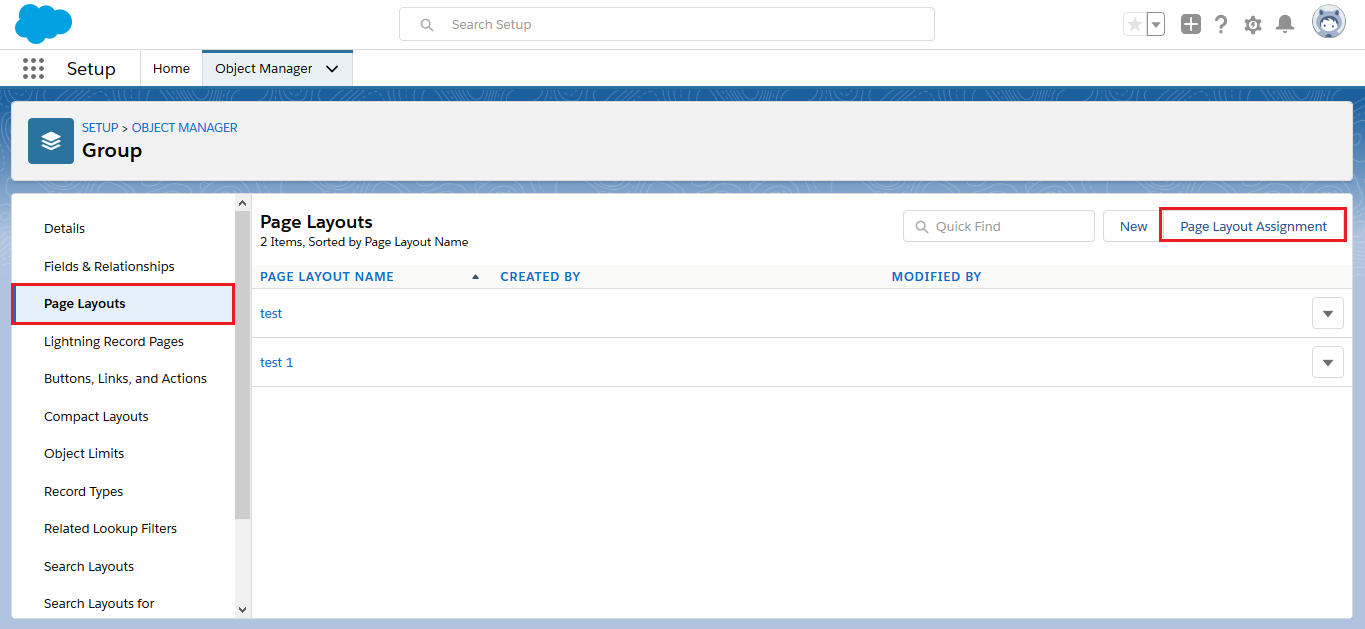 Search Setup
Setup
Home
Object Manager
SETUP > OBJECT MANAGER
Group
Details
Fields & Relationships
Page Layouts
Lightning Record Pages
Buttons, Links, and Actions
Compact Layouts
Object Limits
Record Types
Related Lookup Filters
Search Layouts
Search Layouts for
Page Layouts
2 Items, Sorted by Page Layout Name
Quick Find
New
Page Layout Assignment
PAGE LAYOUT NAME CREATED BY MODIFIED BY
test
test 1